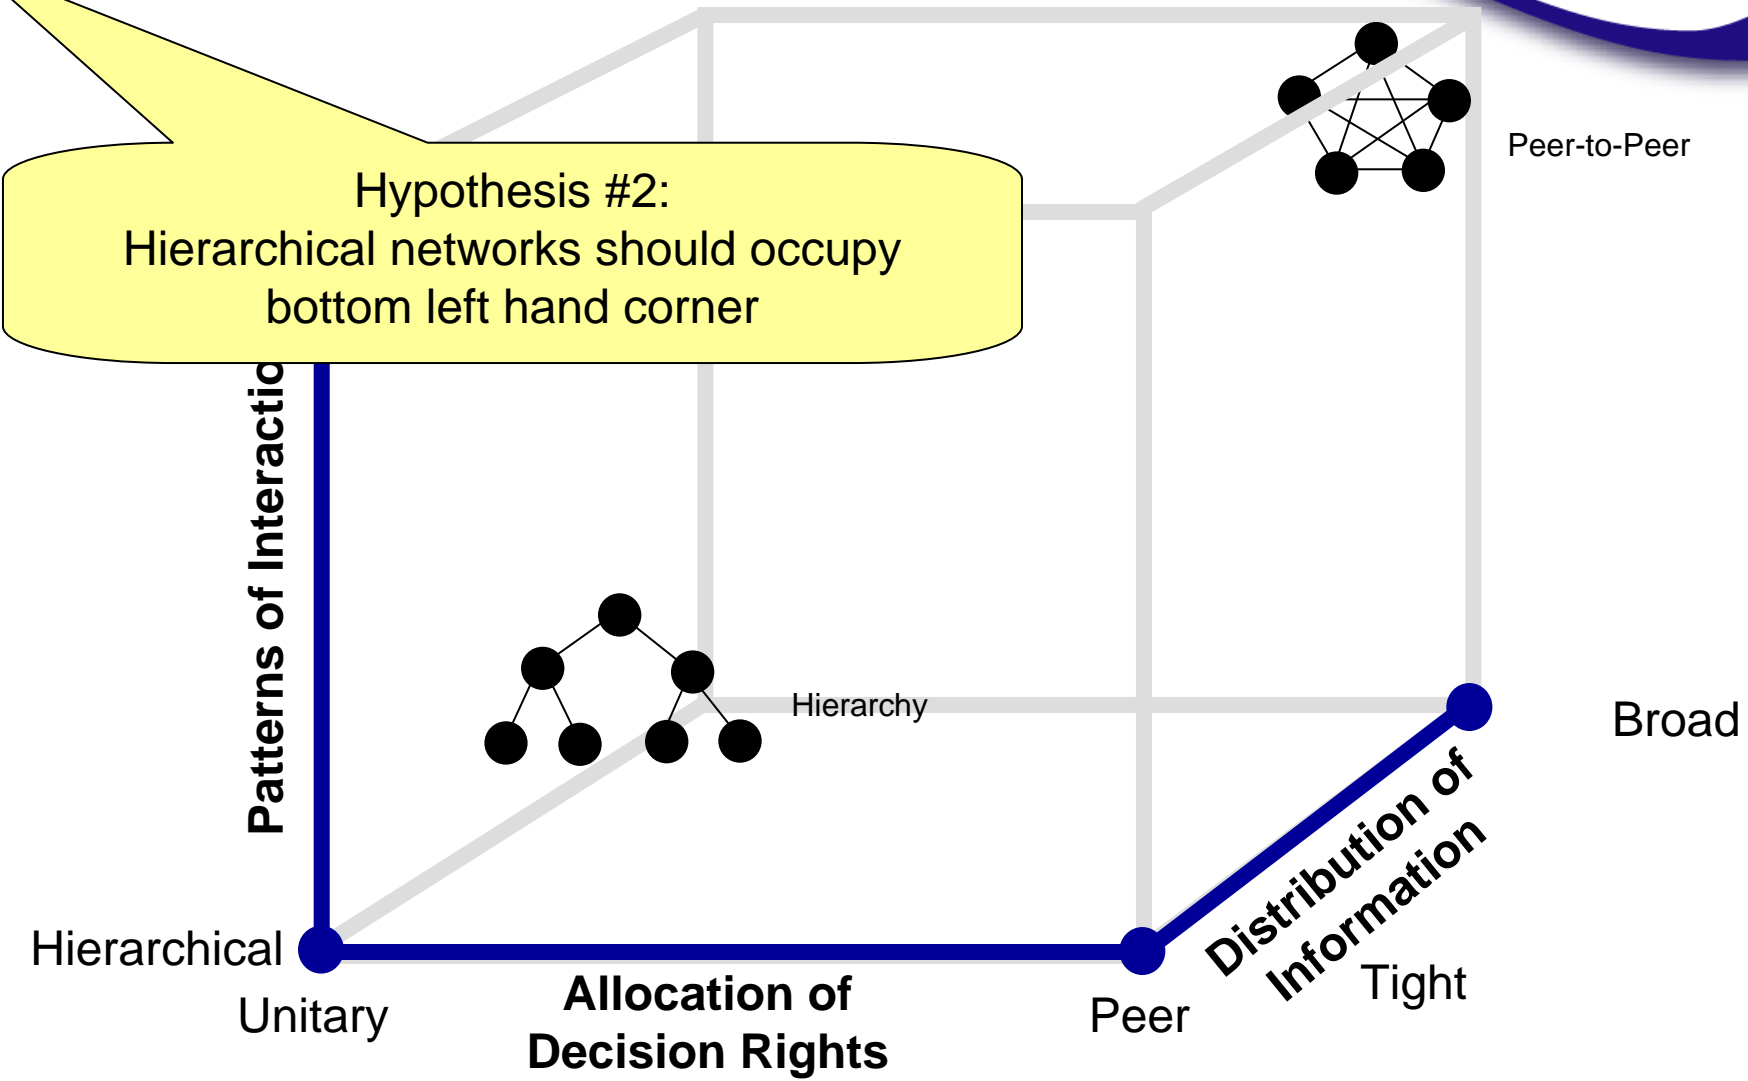 Peer-to-Peer
Hypothesis #2:
Hierarchical networks should occupy
bottom left hand corner
Patterns of
Hierarchy
Broad
Distribution of
Information
Hierarchical
Tight
Unitary
Allocation of
Decision Rights
Peer